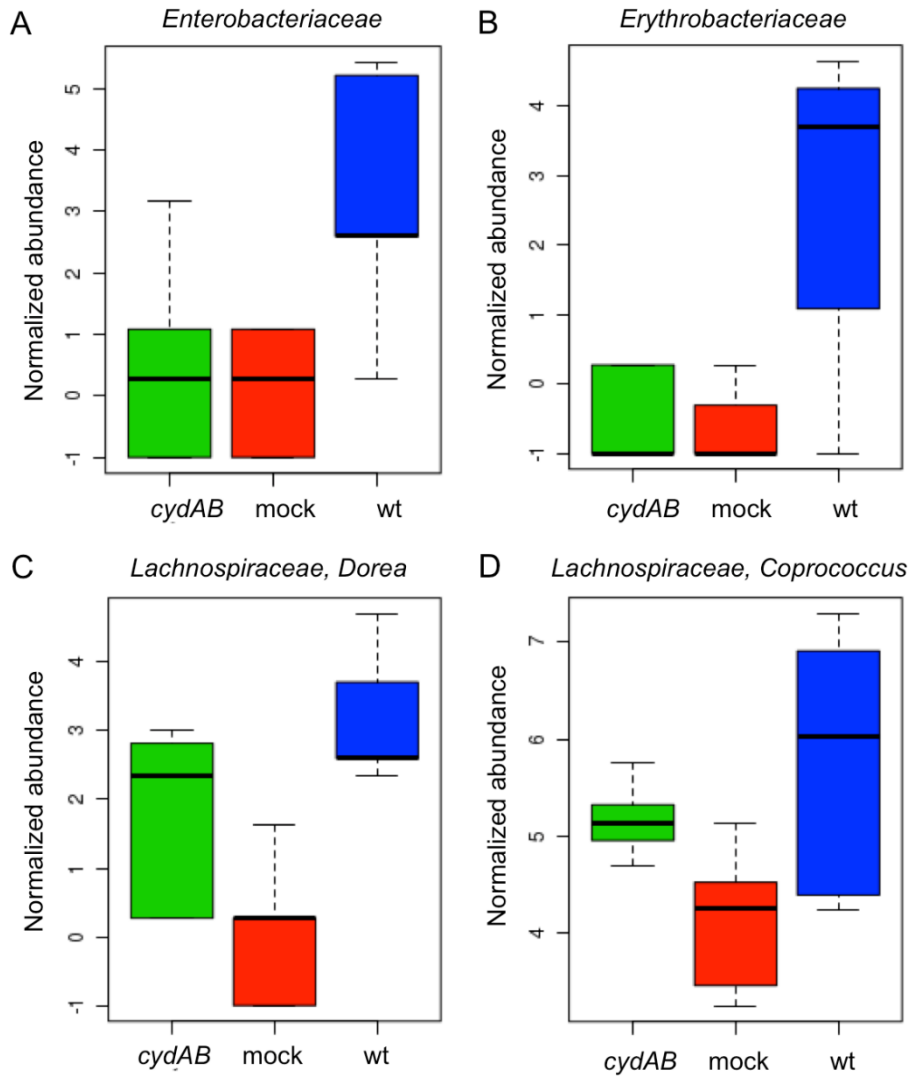 A
Enterobacteriaceae
Normalized abundance
5
4
3
2
1
0
-1
cydAB
mock
wt
B
Erythrobacteriaceae
Normalized abundance
4
3
2
1
0
-1
cydAB
mock
wt
C
Lachnospiraceae, Dorea
Normalized abundance
4
3
2
1
0
-1
cydAB
mock
wt
D
Lachnospiraceae, Coprococcus
Normalized abundance
7
6
5
4
cydAB
mock
wt